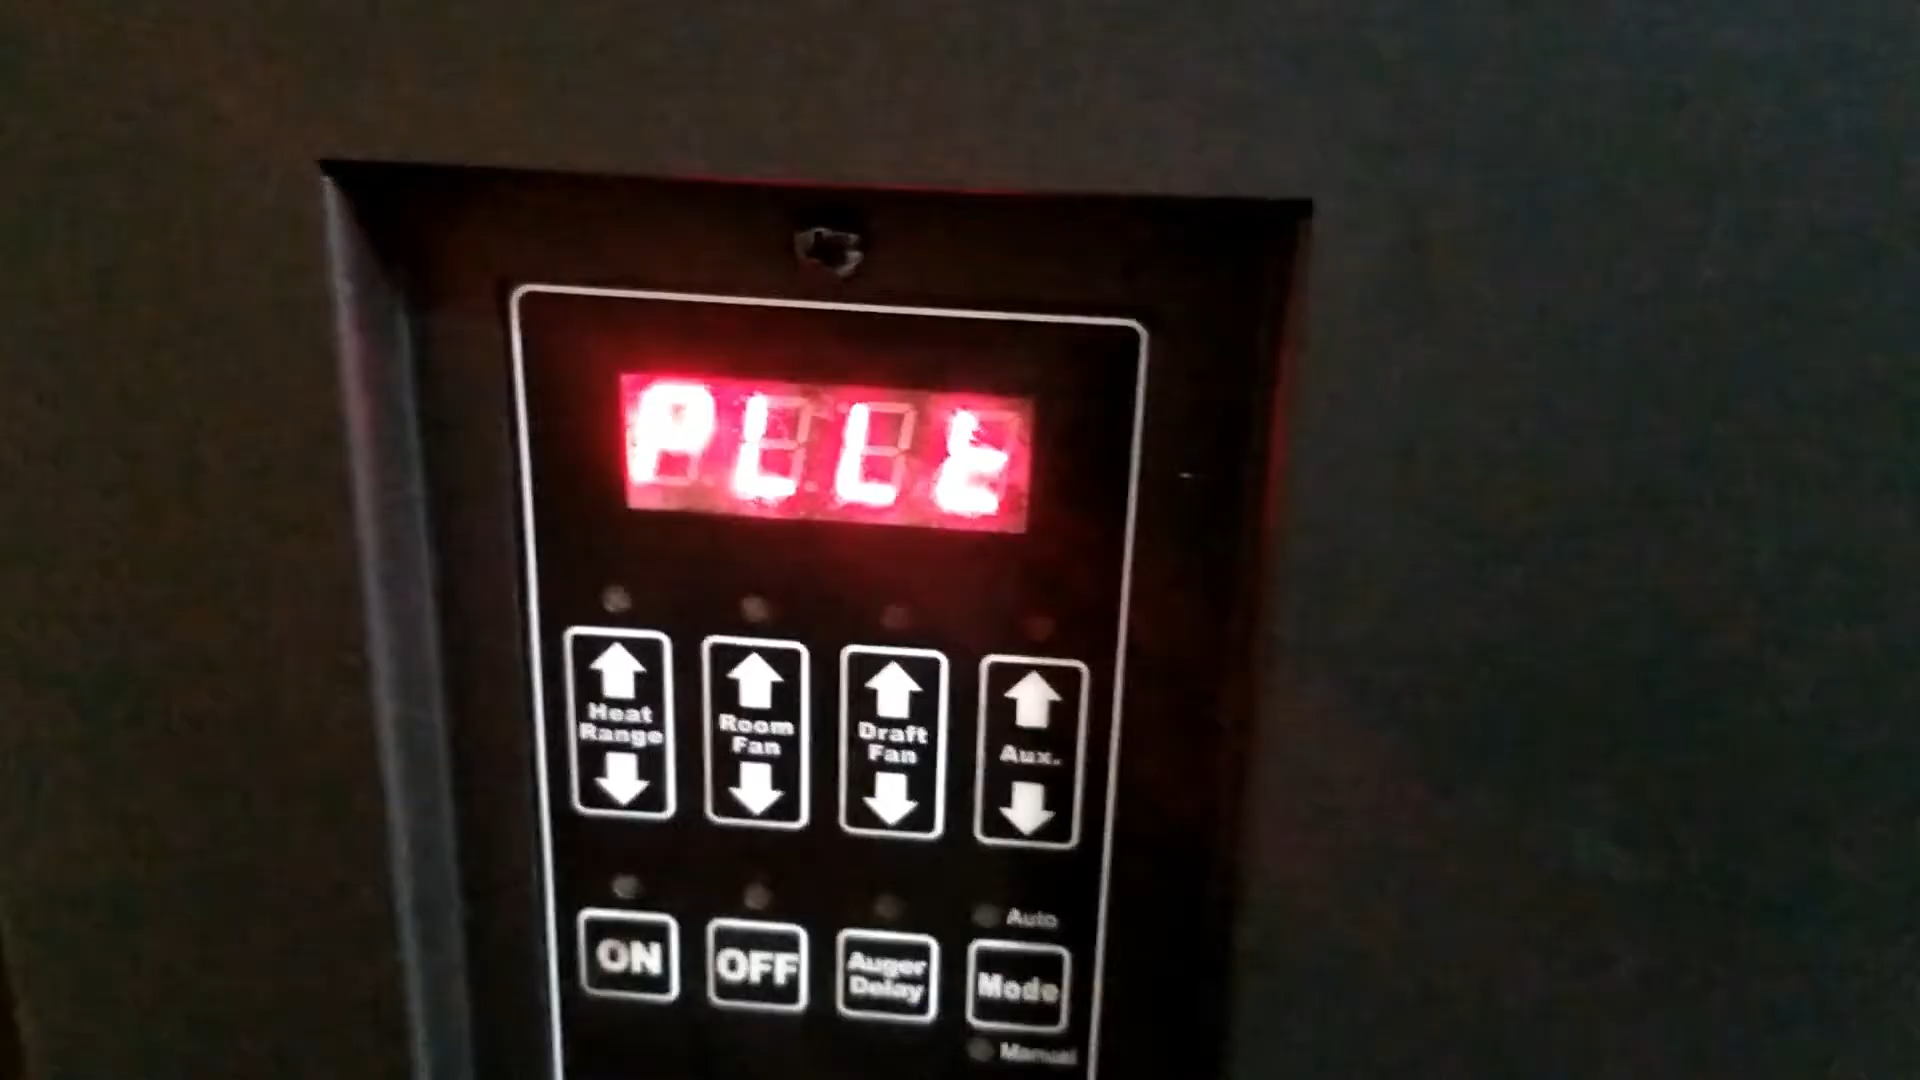 PLLt
Heat Range
Room Fan
Draft Fan
Aux.
ON
OFF
Auger Delay
Auto
Mode
Manual